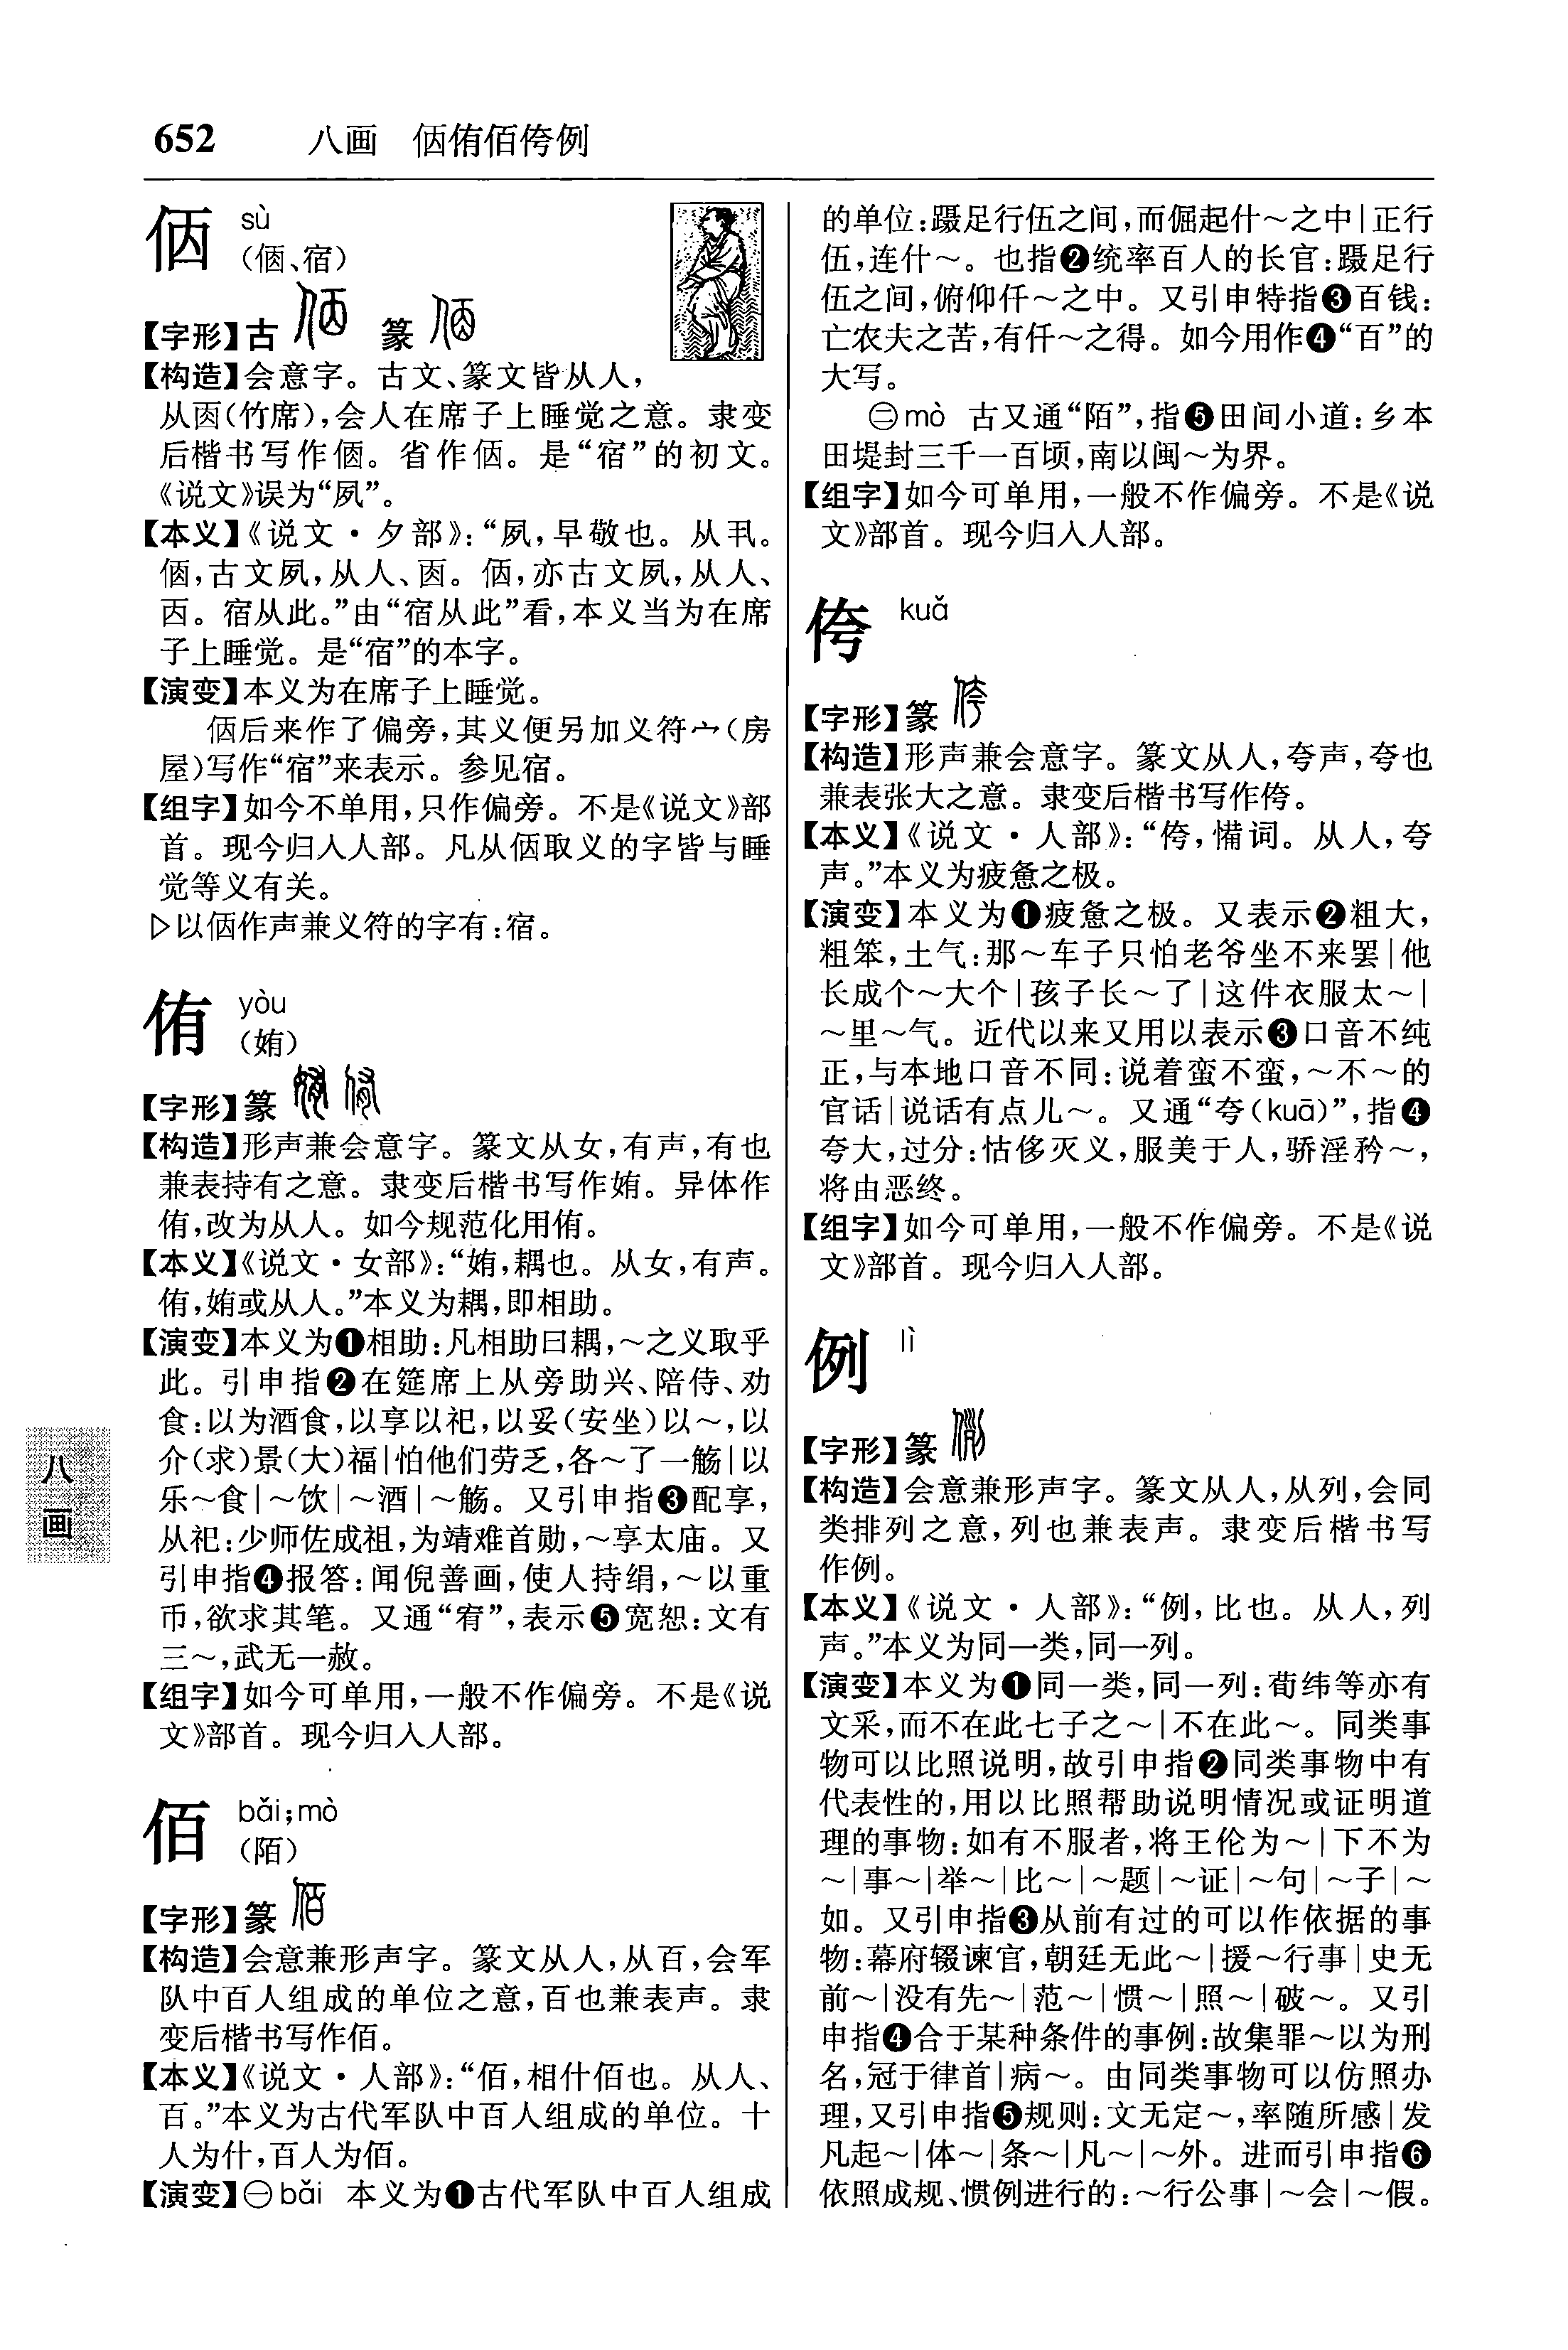 652 八画 㑉侑佰侉例
㑉 sù
(㑉、宿)
【字形】古 篆
【构造】会意字。古文、篆文皆从人，
从㐁(竹席)，会人在席子上睡觉之意。隶变
后楷书写作㑉。省作㑉。是“宿”的初文。
《说文》误为“夙”。
【本义】《说文·夕部》：“夙，早敬也。从丮。
㑉，古文夙，从人、㐁。㑉，亦古文夙，从人、
㐁。宿从此。”由“宿从此”看，本义当为在席
子上睡觉。是“宿”的本字。
【演变】本义为在席子上睡觉。
㑉后来作了偏旁，其义便另加义符宀(房
屋)写作“宿”来表示。参见宿。
【组字】如今不单用，只作偏旁。不是《说文》部
首。现今归入人部。凡从㑉取义的字皆与睡
觉等义有关。
▷以㑉作声兼义符的字有：宿。
侑 yòu
(姷)
【字形】篆
【构造】形声兼会意字。篆文从女，有声，有也
兼表持有之意。隶变后楷书写作姷。异体作
侑，改为从人。如今规范化用侑。
【本义】《说文·女部》：“姷，耦也。从女，有声。
侑，姷或从人。”本义为耦，即相助。
【演变】本义为❶相助：凡相助曰耦，～之义取乎
此。引申指❷在筵席上从旁助兴、陪侍、劝
食：以为酒食，以享以祀，以妥(安坐)以～，以
介(求)景(大)福|怕他们劳乏，各～了一觞|以
乐～食|～饮|～酒|～觞。又引申指❸配享，
从祀：少师佐成祖，为靖难首勋，～享太庙。又
引申指❹报答：闻倪善画，使人持绢，～以重
币，欲求其笔。又通“宥”，表示❺宽恕：文有
三～，武无一赦。
【组字】如今可单用，一般不作偏旁。不是《说
文》部首。现今归入人部。
佰 bǎi；mò
(陌)
【字形】篆
【构造】会意兼形声字。篆文从人，从百，会军
队中百人组成的单位之意，百也兼表声。隶
变后楷书写作佰。
【本义】《说文·人部》：“佰，相什佰也。从人、
百。”本义为古代军队中百人组成的单位。十
人为什，百人为佰。
【演变】㊀bǎi 本义为❶古代军队中百人组成
的单位：蹑足行伍之间，而倔起什～之中|正行
伍，连什～。也指❷统率百人的长官：蹑足行
伍之间，俯仰仟～之中。又引申特指❸百钱：
亡农夫之苦，有仟～之得。如今用作❹“百”的
大写。
㊁mò 古又通“陌”，指❺田间小道：乡本
田堤封三千一百顷，南以闽～为界。
【组字】如今可单用，一般不作偏旁。不是《说
文》部首。现今归入人部。
侉 kuǎ
【字形】篆
【构造】形声兼会意字。篆文从人，夸声，夸也
兼表张大之意。隶变后楷书写作侉。
【本义】《说文·人部》：“侉，㥊词。从人，夸
声。”本义为疲惫之极。
【演变】本义为❶疲惫之极。又表示❷粗大，
粗笨，土气：那～车子只怕老爷坐不来罢|他
长成个～大个|孩子长～了|这件衣服太～|
～里～气。近代以来又用以表示❸口音不纯
正，与本地口音不同：说着蛮不蛮，～不～的
官话|说话有点儿～。又通“夸(kuā)”，指❹
夸大，过分：怙侈灭义，服美于人，骄淫矜～，
将由恶终。
【组字】如今可单用，一般不作偏旁。不是《说
文》部首。现今归入人部。
例 lì
【字形】篆
【构造】会意兼形声字。篆文从人，从列，会同
类排列之意，列也兼表声。隶变后楷书写
作例。
【本义】《说文·人部》：“例，比也。从人，列
声。”本义为同一类，同一列。
【演变】本义为❶同一类，同一列：荀纬等亦有
文采，而不在此七子之～|不在此～。同类事
物可以比照说明，故引申指❷同类事物中有
代表性的，用以比照帮助说明情况或证明道
理的事物：如有不服者，将王伦为～|下不为
～|事～|举～|比～|～题|～证|～句|～子|～
如。又引申指❸从前有过的可以作依据的事
物：幕府辍谏官，朝廷无此～|援～行事|史无
前～|没有先～|范～|惯～|照～|破～。又引
申指❹合于某种条件的事例：故集罪～以为刑
名，冠于律首|病～。由同类事物可以仿照办
理，又引申指❺规则：文无定～，率随所感|发
凡起～|体～|条～|凡～|～外。进而引申指❻
依照成规、惯例进行的：～行公事|～会|～假。
八
画